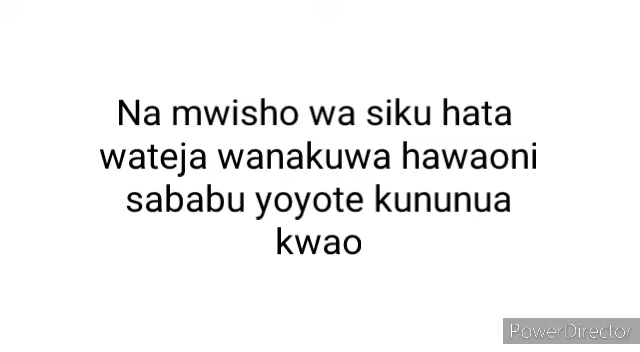 Na mwisho wa siku hata
wateja wanakuwa hawaoni
sababu yoyote kununua
kwao
PowerDirector